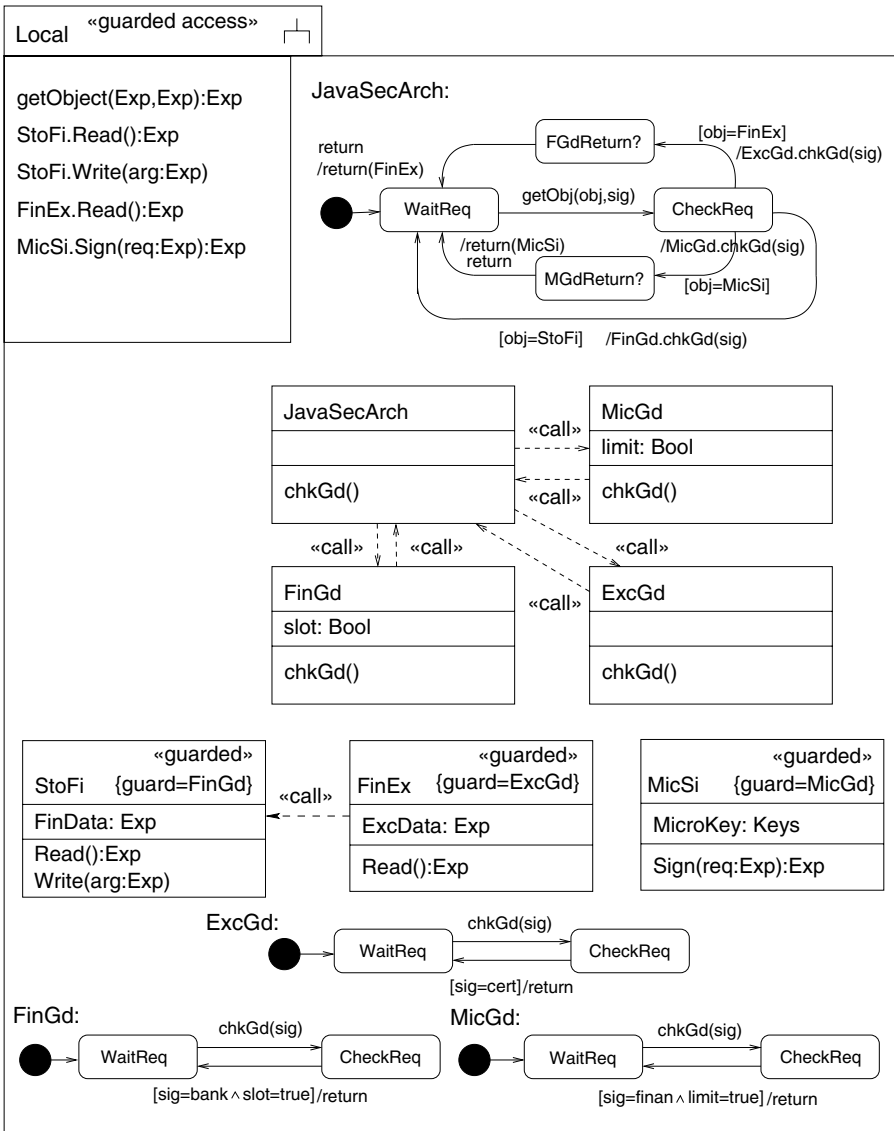 Local «guarded access»
getObject(Exp,Exp):Exp
StoFi.Read():Exp
StoFi.Write(arg:Exp)
FinEx.Read():Exp
MicSi.Sign(req:Exp):Exp
JavaSecArch:
return
/return(FinEx)
FGdReturn?
[obj=FinEx]
/ExcGd.chkGd(sig)
WaitReq
getObj(obj,sig)
CheckReq
/return(MicSi)
return
/MicGd.chkGd(sig)
MGdReturn?
[obj=MicSi]
[obj=StoFi] /FinGd.chkGd(sig)
JavaSecArch
chkGd()
«call»
«call»
MicGd
limit: Bool
chkGd()
«call»
«call»
«call»
«call»
FinGd
slot: Bool
chkGd()
ExcGd
chkGd()
«guarded»
StoFi {guard=FinGd}
FinData: Exp
Read():Exp
Write(arg:Exp)
«call»
«guarded»
FinEx {guard=ExcGd}
ExcData: Exp
Read():Exp
«guarded»
MicSi {guard=MicGd}
MicroKey: Keys
Sign(req:Exp):Exp
ExcGd:
WaitReq
chkGd(sig)
CheckReq
[sig=cert]/return
FinGd:
WaitReq
chkGd(sig)
CheckReq
[sig=bank∧slot=true]/return
MicGd:
WaitReq
chkGd(sig)
CheckReq
[sig=finan∧limit=true]/return